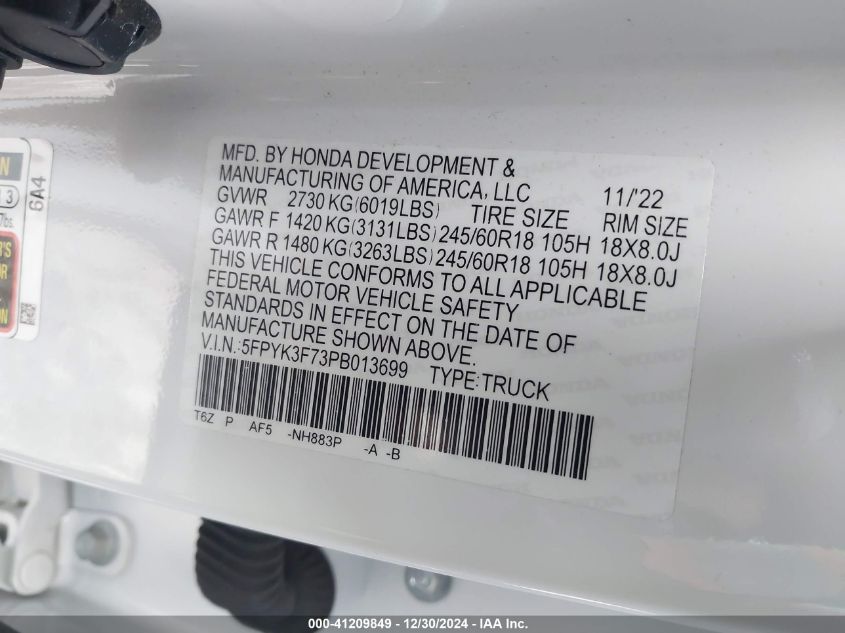 MFD. BY HONDA DEVELOPMENT &
MANUFACTURING OF AMERICA, LLC 11/'22
GVWR 2730 KG(6019LBS) TIRE SIZE RIM SIZE
GAWR F 1420 KG(3131LBS) 245/60R18 105H 18X8.0J
GAWR R 1480 KG(3263LBS) 245/60R18 105H 18X8.0J
THIS VEHICLE CONFORMS TO ALL APPLICABLE
FEDERAL MOTOR VEHICLE SAFETY
STANDARDS IN EFFECT ON THE DATE OF
MANUFACTURE SHOWN ABOVE.
V.I.N.:5FPYK3F73PB013699 TYPE:TRUCK
T6Z P AF5 -NH883P -A -B
6A4
000-41209849 - 12/30/2024 - IAA Inc.